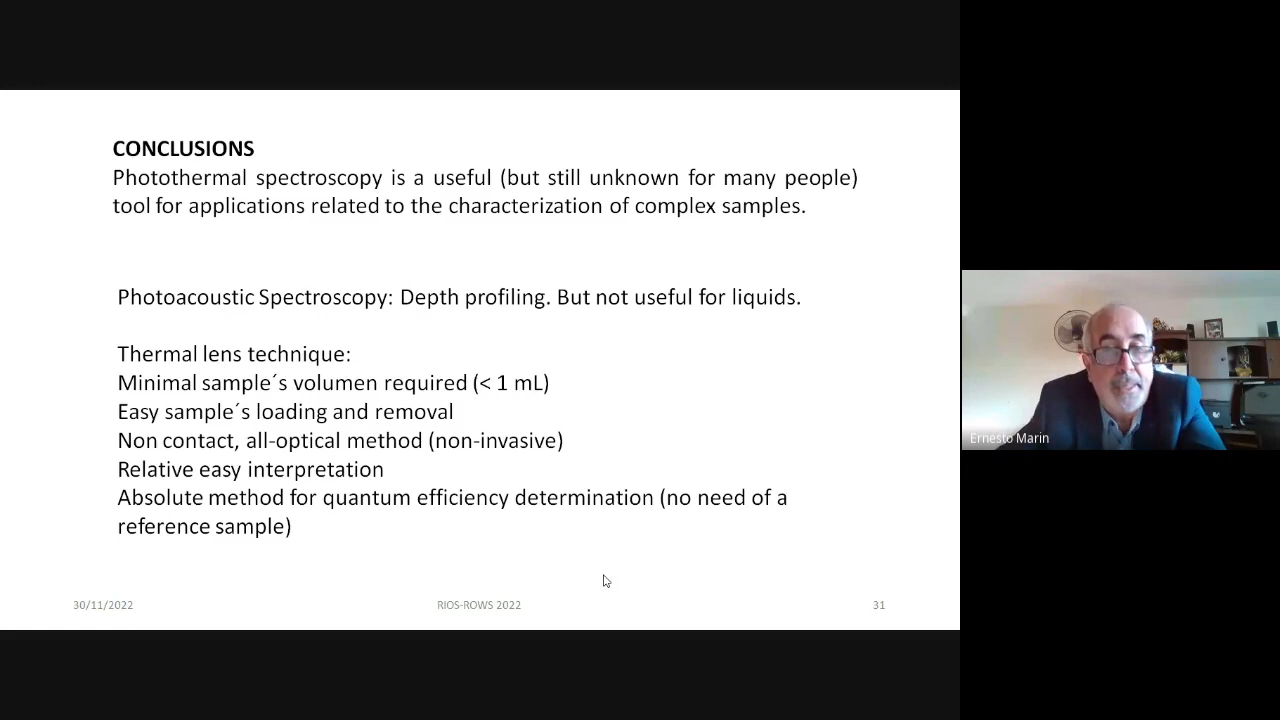 CONCLUSIONS
Photothermal spectroscopy is a useful (but still unknown for many people)
tool for applications related to the characterization of complex samples.
Photoacoustic Spectroscopy: Depth profiling. But not useful for liquids.
Thermal lens technique:
Minimal sample´s volumen required (< 1 mL)
Easy sample´s loading and removal
Non contact, all-optical method (non-invasive)
Relative easy interpretation
Absolute method for quantum efficiency determination (no need of a
reference sample)
30/11/2022
RIOS-ROWS 2022
31
Ernesto Marin